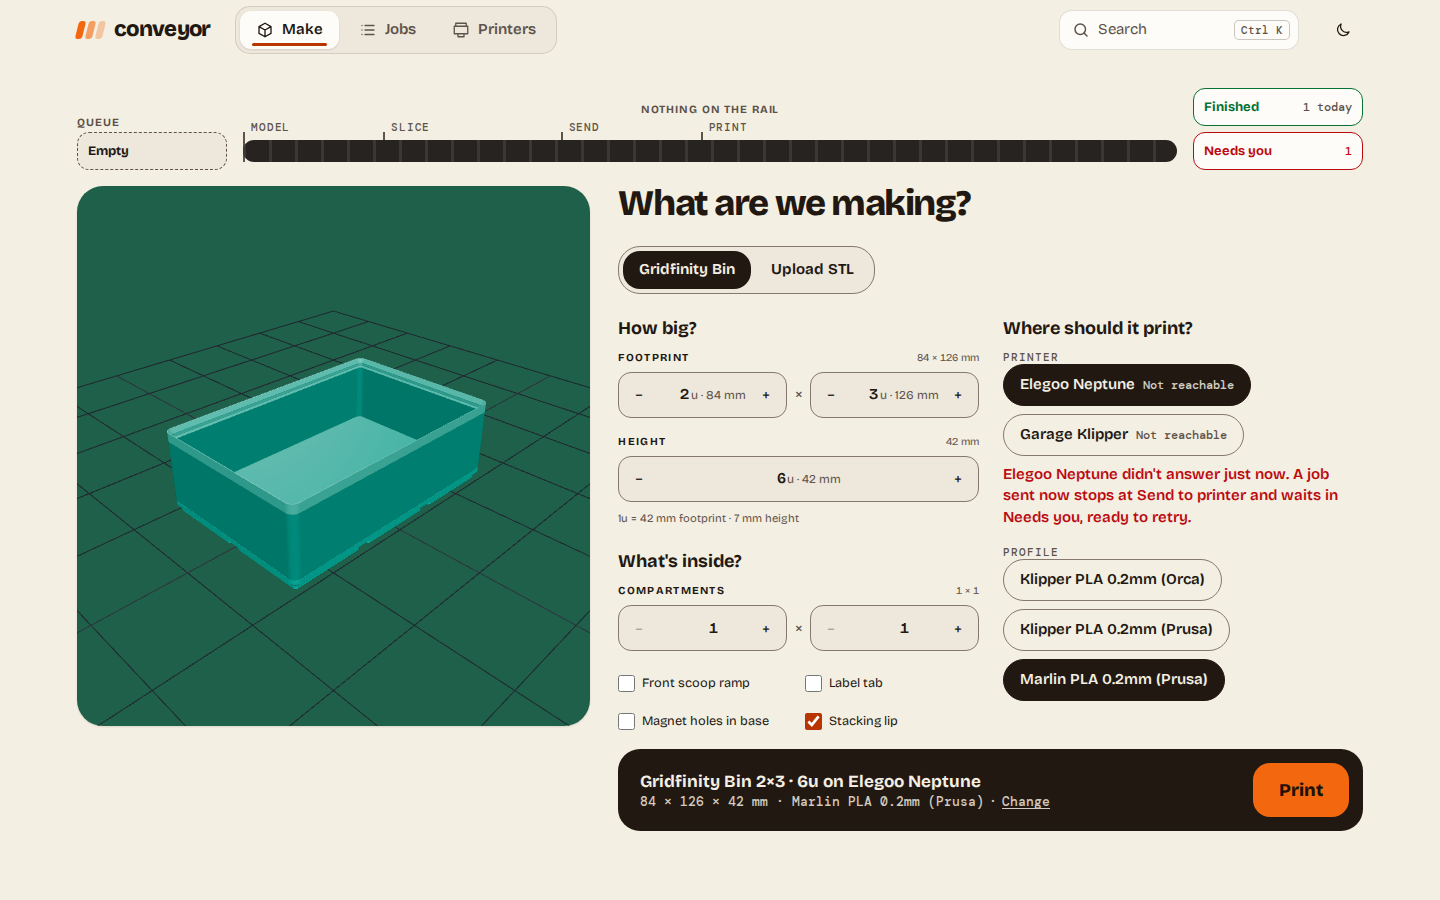 conveyor
Make
Jobs
Printers
Search
Ctrl K
QUEUE
Empty
NOTHING ON THE RAIL
MODEL
SLICE
SEND
PRINT
Finished 1 today
Needs you 1
What are we making?
Gridfinity Bin
Upload STL
How big?
FOOTPRINT 84 × 126 mm
− 2 u · 84 mm + × − 3 u · 126 mm +
HEIGHT 42 mm
− 6 u · 42 mm +
1u = 42 mm footprint · 7 mm height
What's inside?
COMPARTMENTS 1 × 1
− 1 + × − 1 +
Front scoop ramp
Label tab
Magnet holes in base
Stacking lip
Where should it print?
PRINTER
Elegoo Neptune Not reachable
Garage Klipper Not reachable
Elegoo Neptune didn't answer just now. A job
sent now stops at Send to printer and waits in
Needs you, ready to retry.
PROFILE
Klipper PLA 0.2mm (Orca)
Klipper PLA 0.2mm (Prusa)
Marlin PLA 0.2mm (Prusa)
Gridfinity Bin 2×3 · 6u on Elegoo Neptune
84 × 126 × 42 mm · Marlin PLA 0.2mm (Prusa) · Change
Print